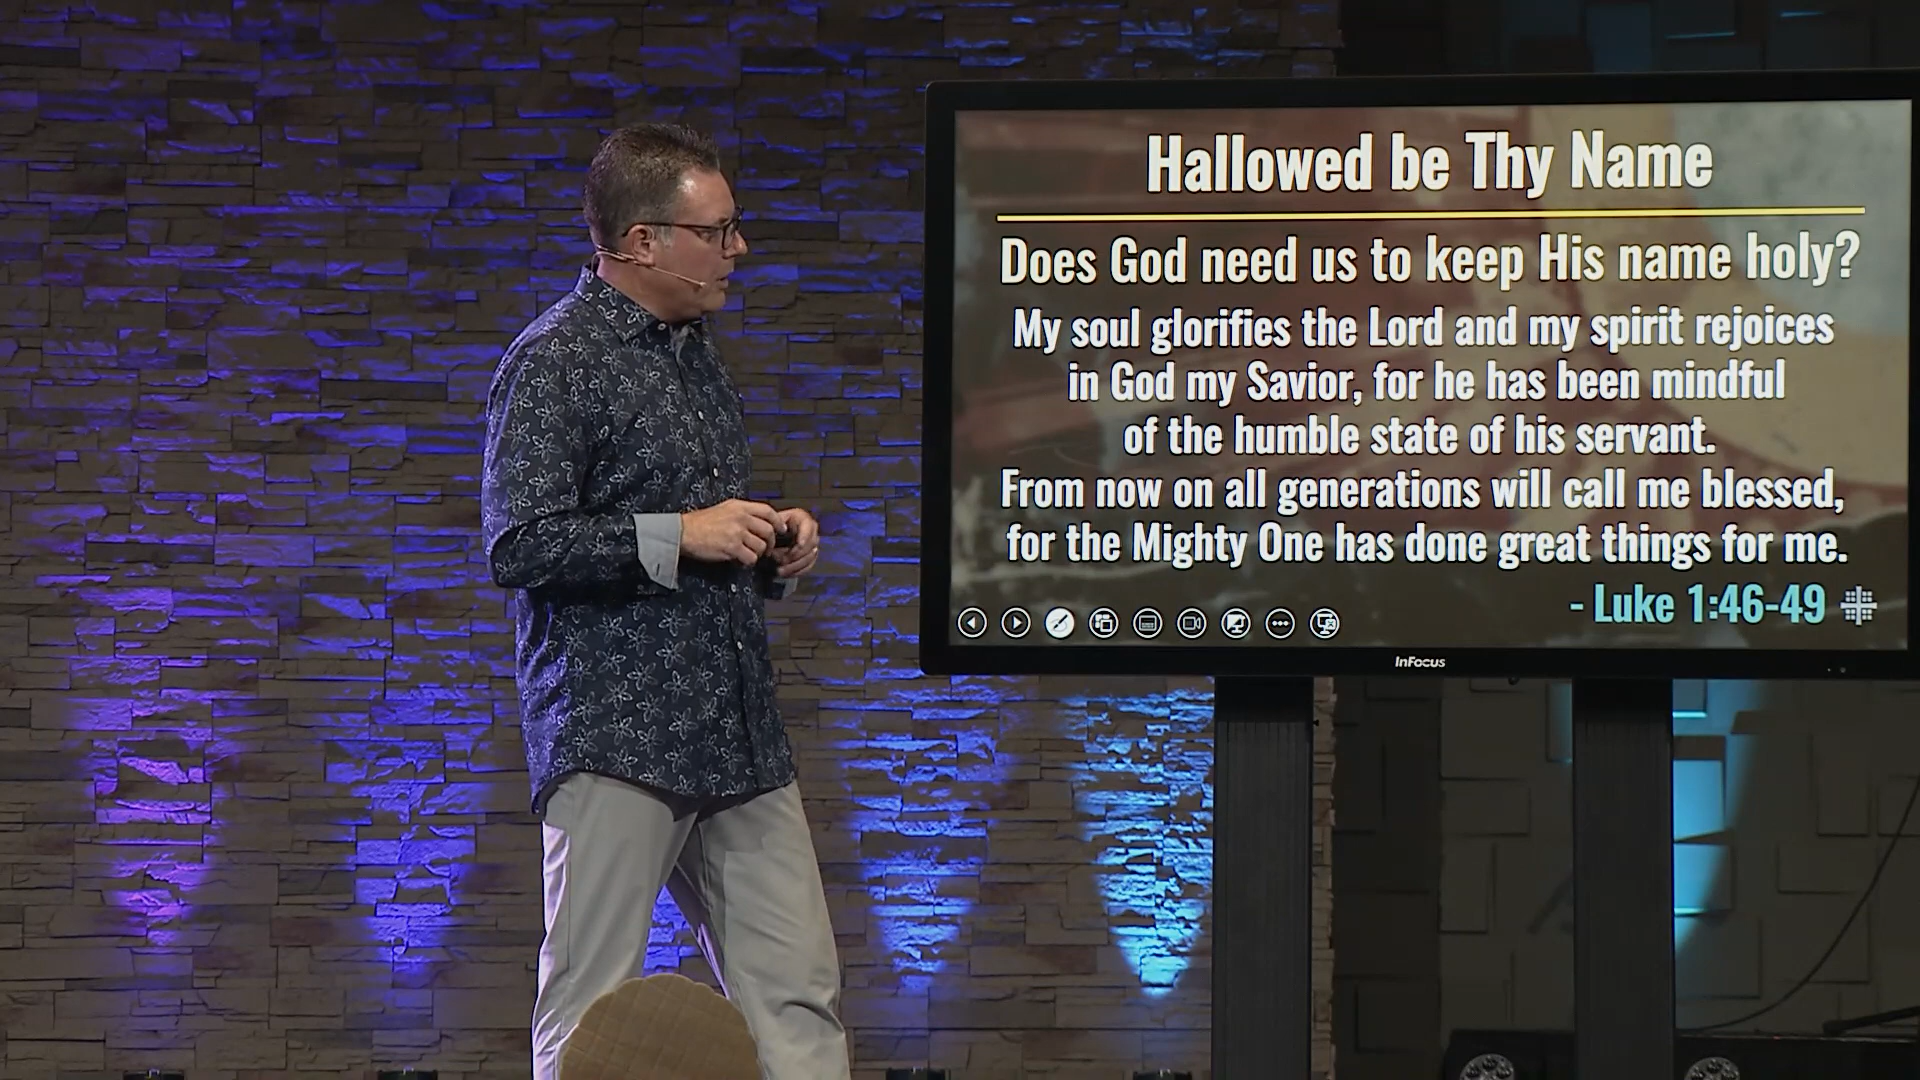 Hallowed be Thy Name
Does God need us to keep His name holy?
My soul glorifies the Lord and my spirit rejoices
in God my Savior, for he has been mindful
of the humble state of his servant.
From now on all generations will call me blessed,
for the Mighty One has done great things for me.
- Luke 1:46-49
InFocus